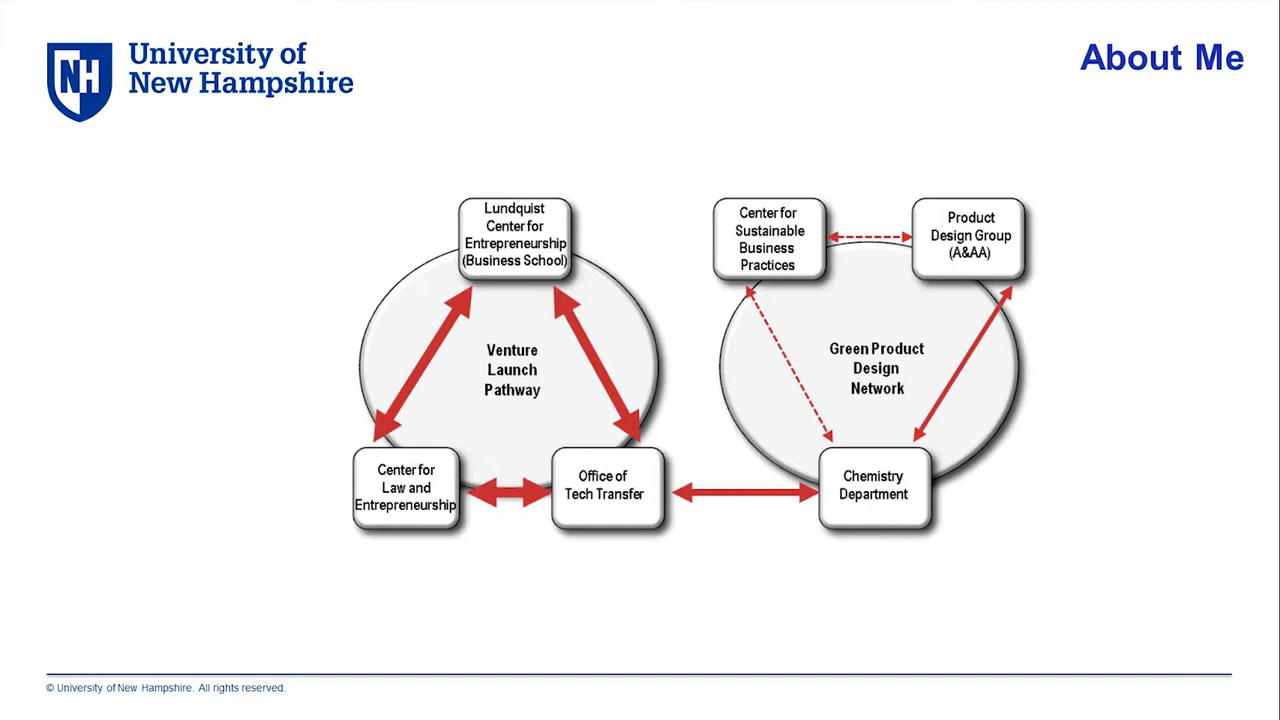 NH
University of
New Hampshire
About Me
Lundquist
Center for
Entrepreneurship
(Business School)
Venture
Launch
Pathway
Center for
Law and
Entrepreneurship
Office of
Tech Transfer
Center for
Sustainable
Business
Practices
Product
Design Group
(A&AA)
Green Product
Design
Network
Chemistry
Department
© University of New Hampshire. All rights reserved.